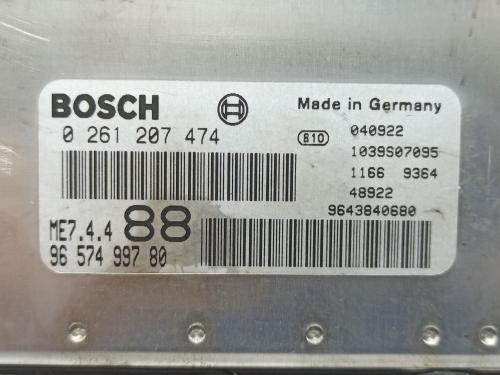 BOSCH
Made in Germany
0 261 207 474
810
040922
1039S07095
1166 9364
48922
9643840680
ME7.4.4
88
96 574 997 80